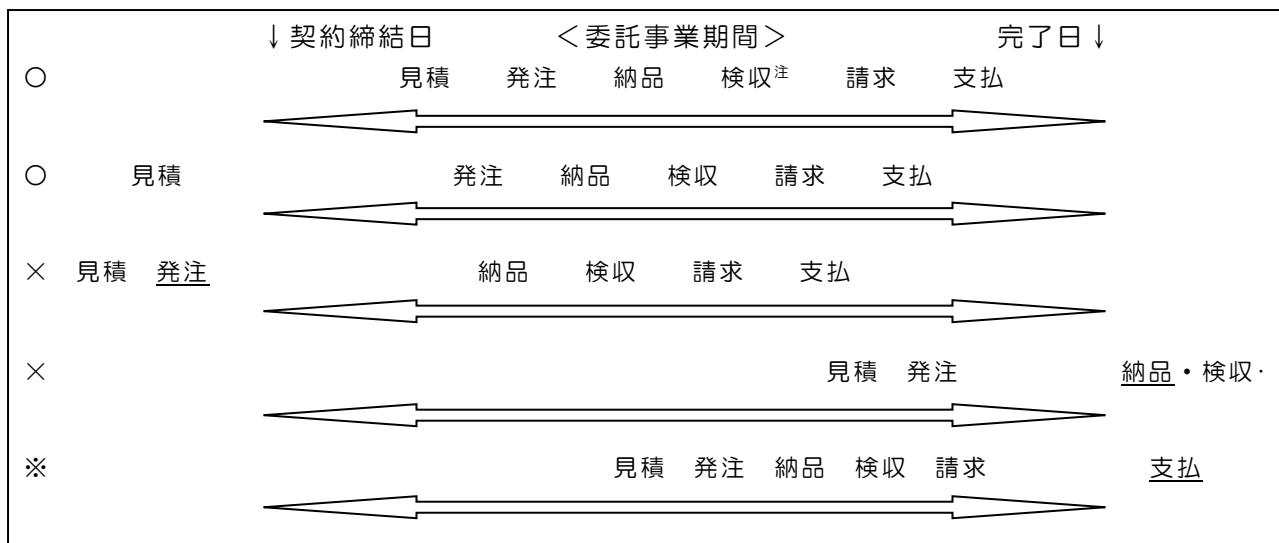 ↓契約締結日 ＜委託事業期間＞ 完了日↓
○ 見積 発注 納品 検収注 請求 支払
○ 見積 発注 納品 検収 請求 支払
× 見積 発注 納品 検収 請求 支払
× 見積 発注 納品・検収・
※ 見積 発注 納品 検収 請求 支払